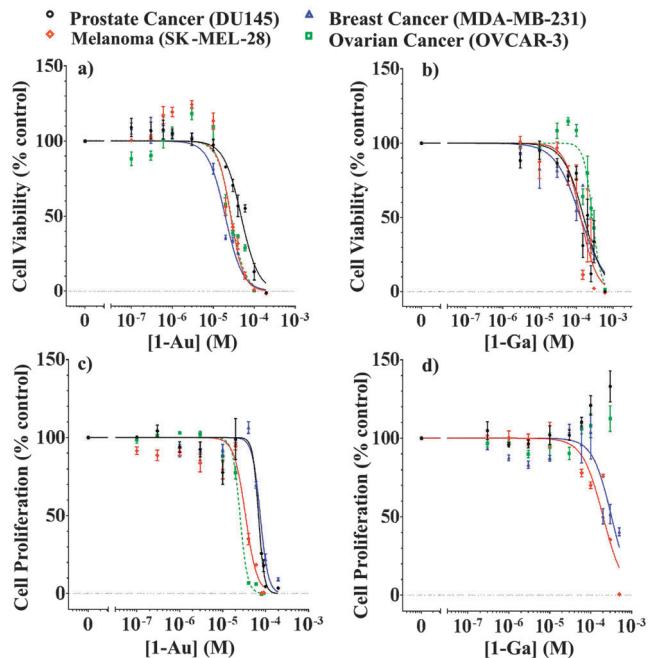 Prostate Cancer (DU145)
Breast Cancer (MDA-MB-231)
Melanoma (SK-MEL-28)
Ovarian Cancer (OVCAR-3)
a)
Cell Viability (% control)
150
100
50
0
0 10⁻⁷ 10⁻⁶ 10⁻⁵ 10⁻⁴ 10⁻³
[1-Au] (M)
b)
Cell Viability (% control)
150
100
50
0
0 10⁻⁶ 10⁻⁵ 10⁻⁴ 10⁻³
[1-Ga] (M)
c)
Cell Proliferation (% control)
150
100
50
0
0 10⁻⁷ 10⁻⁶ 10⁻⁵ 10⁻⁴ 10⁻³
[1-Au] (M)
d)
Cell Proliferation (% control)
150
100
50
0
0 10⁻⁷ 10⁻⁶ 10⁻⁵ 10⁻⁴ 10⁻³
[1-Ga] (M)